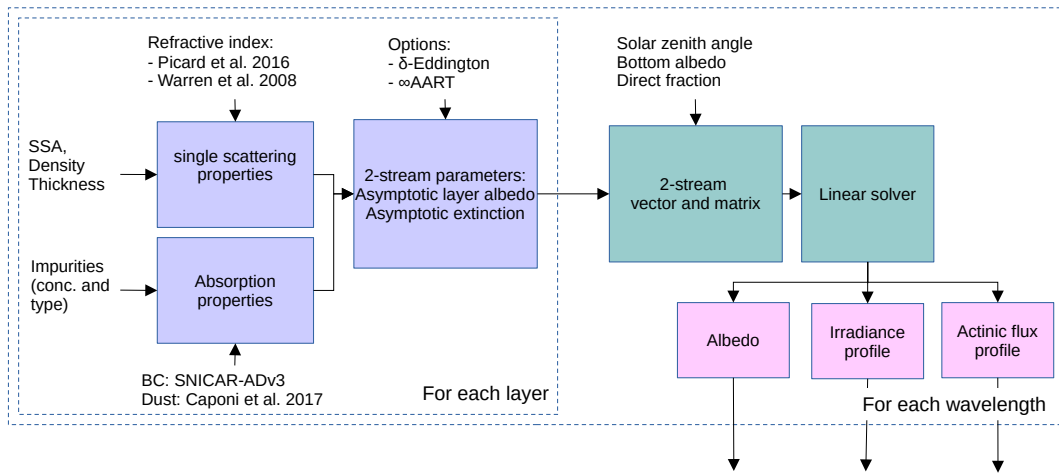 Refractive index:
- Picard et al. 2016
- Warren et al. 2008
Options:
- δ-Eddington
- ∞AART
Solar zenith angle
Bottom albedo
Direct fraction
SSA,
Density
Thickness
single scattering
properties
2-stream parameters:
Asymptotic layer albedo
Asymptotic extinction
2-stream
vector and matrix
Linear solver
Impurities
(conc. and
type)
Absorption
properties
BC: SNICAR-ADv3
Dust: Caponi et al. 2017
For each layer
Albedo
Irradiance
profile
Actinic flux
profile
For each wavelength